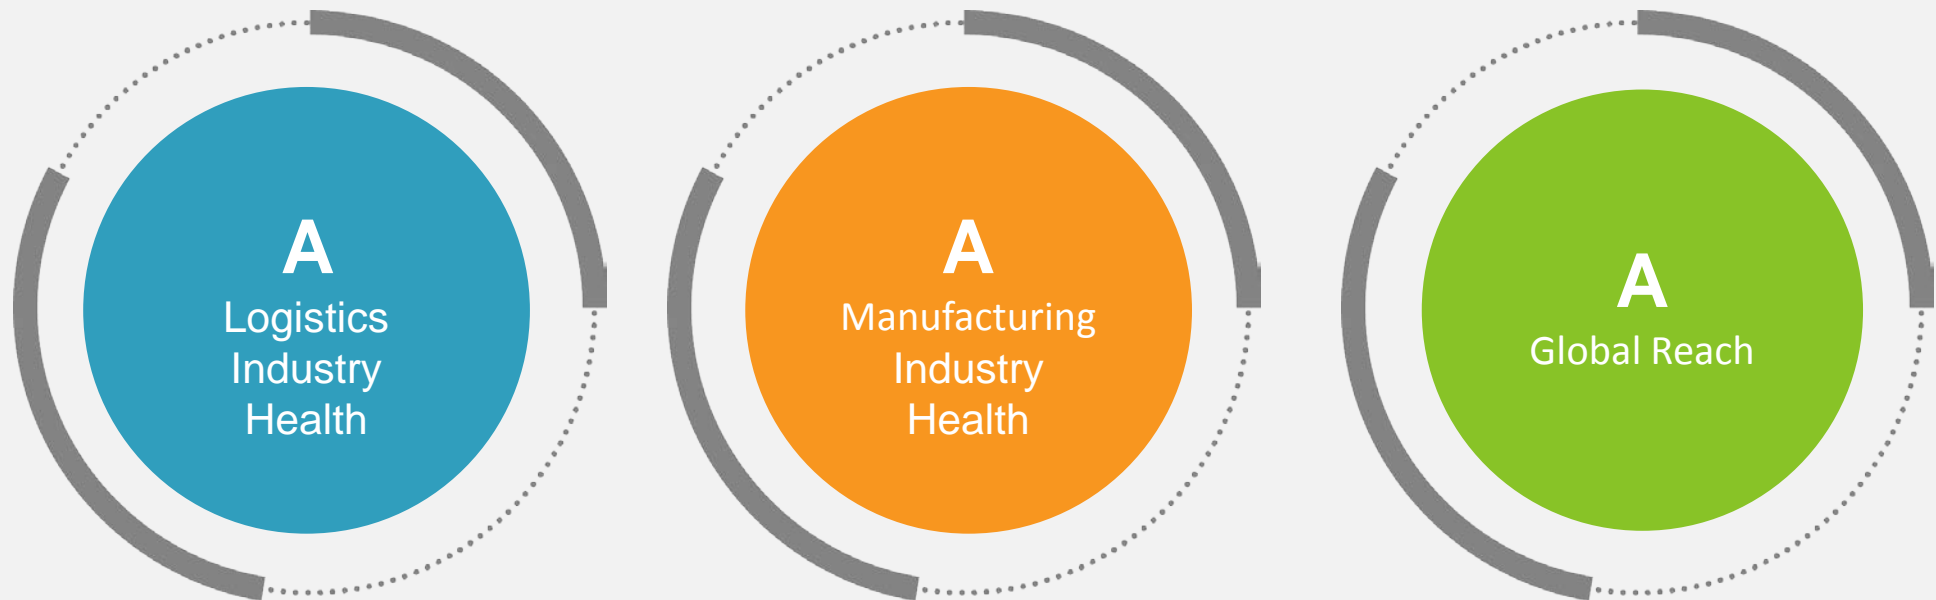 A
Logistics
Industry
Health
A
Manufacturing
Industry
Health
A
Global Reach